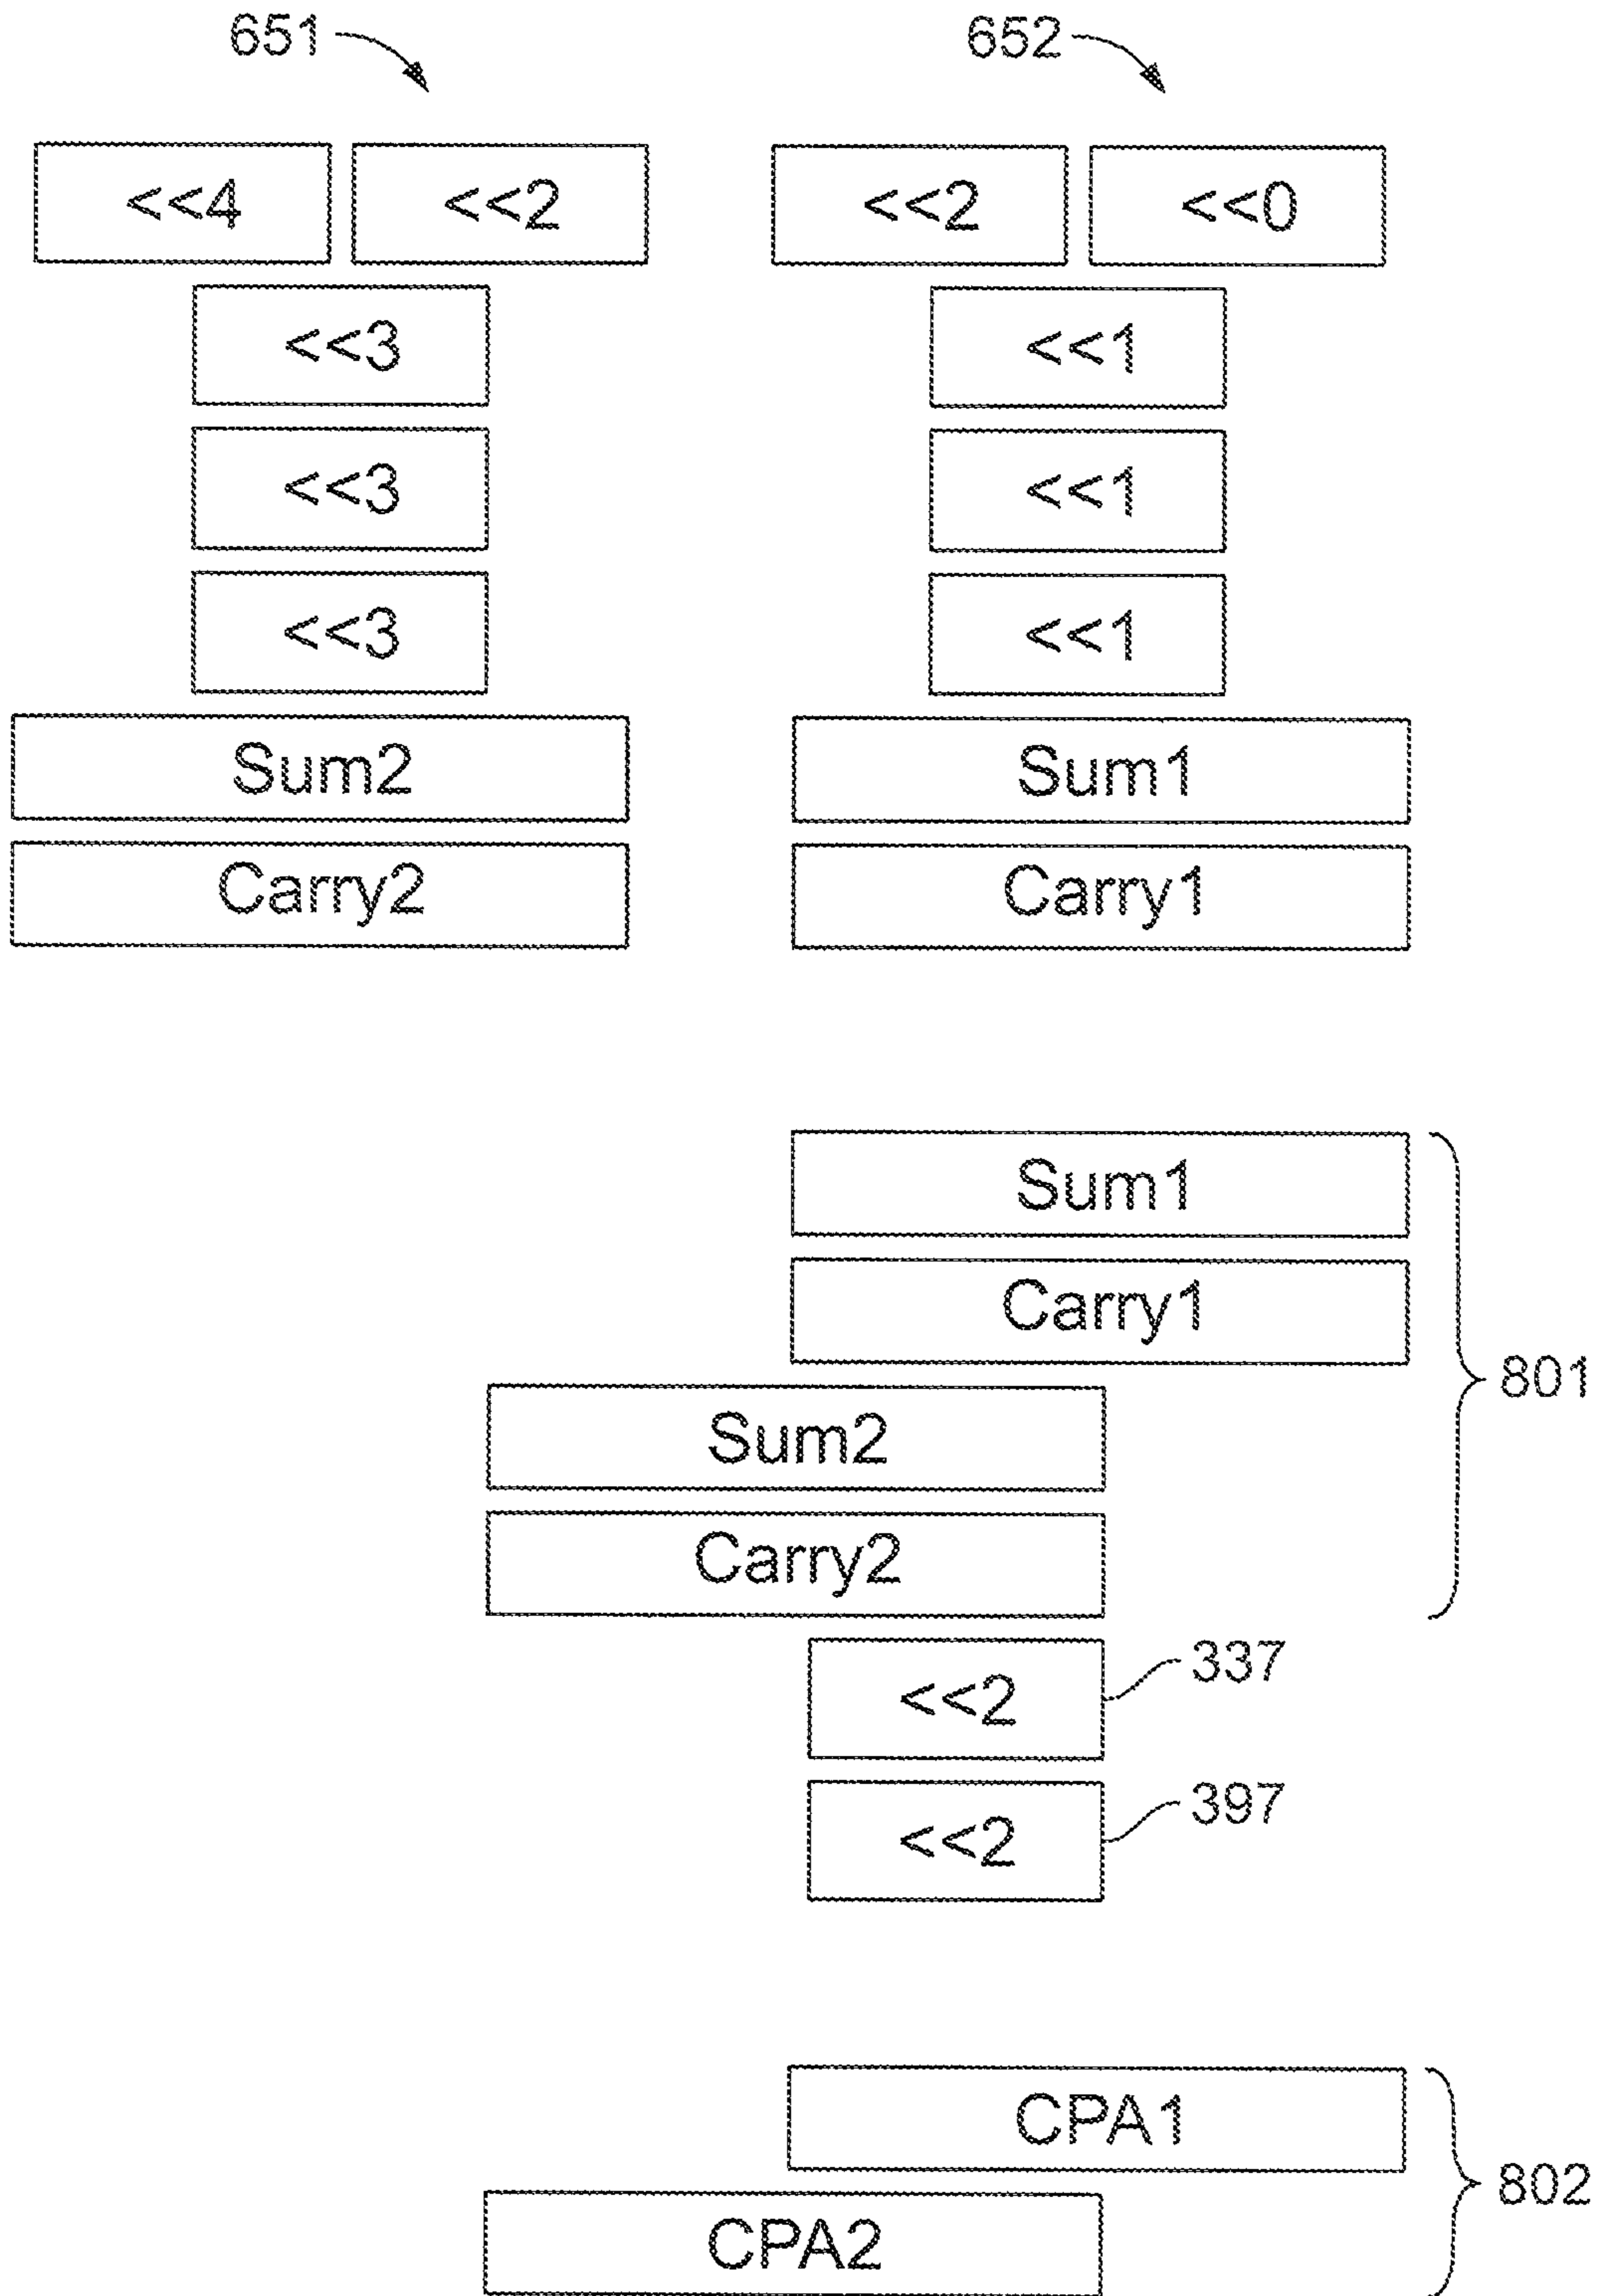 651 652
<<4 <<2 <<2 <<0
<<3 <<1
<<3 <<1
<<3 <<1
Sum2 Sum1
Carry2 Carry1
Sum1
Carry1
801
Sum2
Carry2
<<2 337
<<2 397
CPA1
802
CPA2